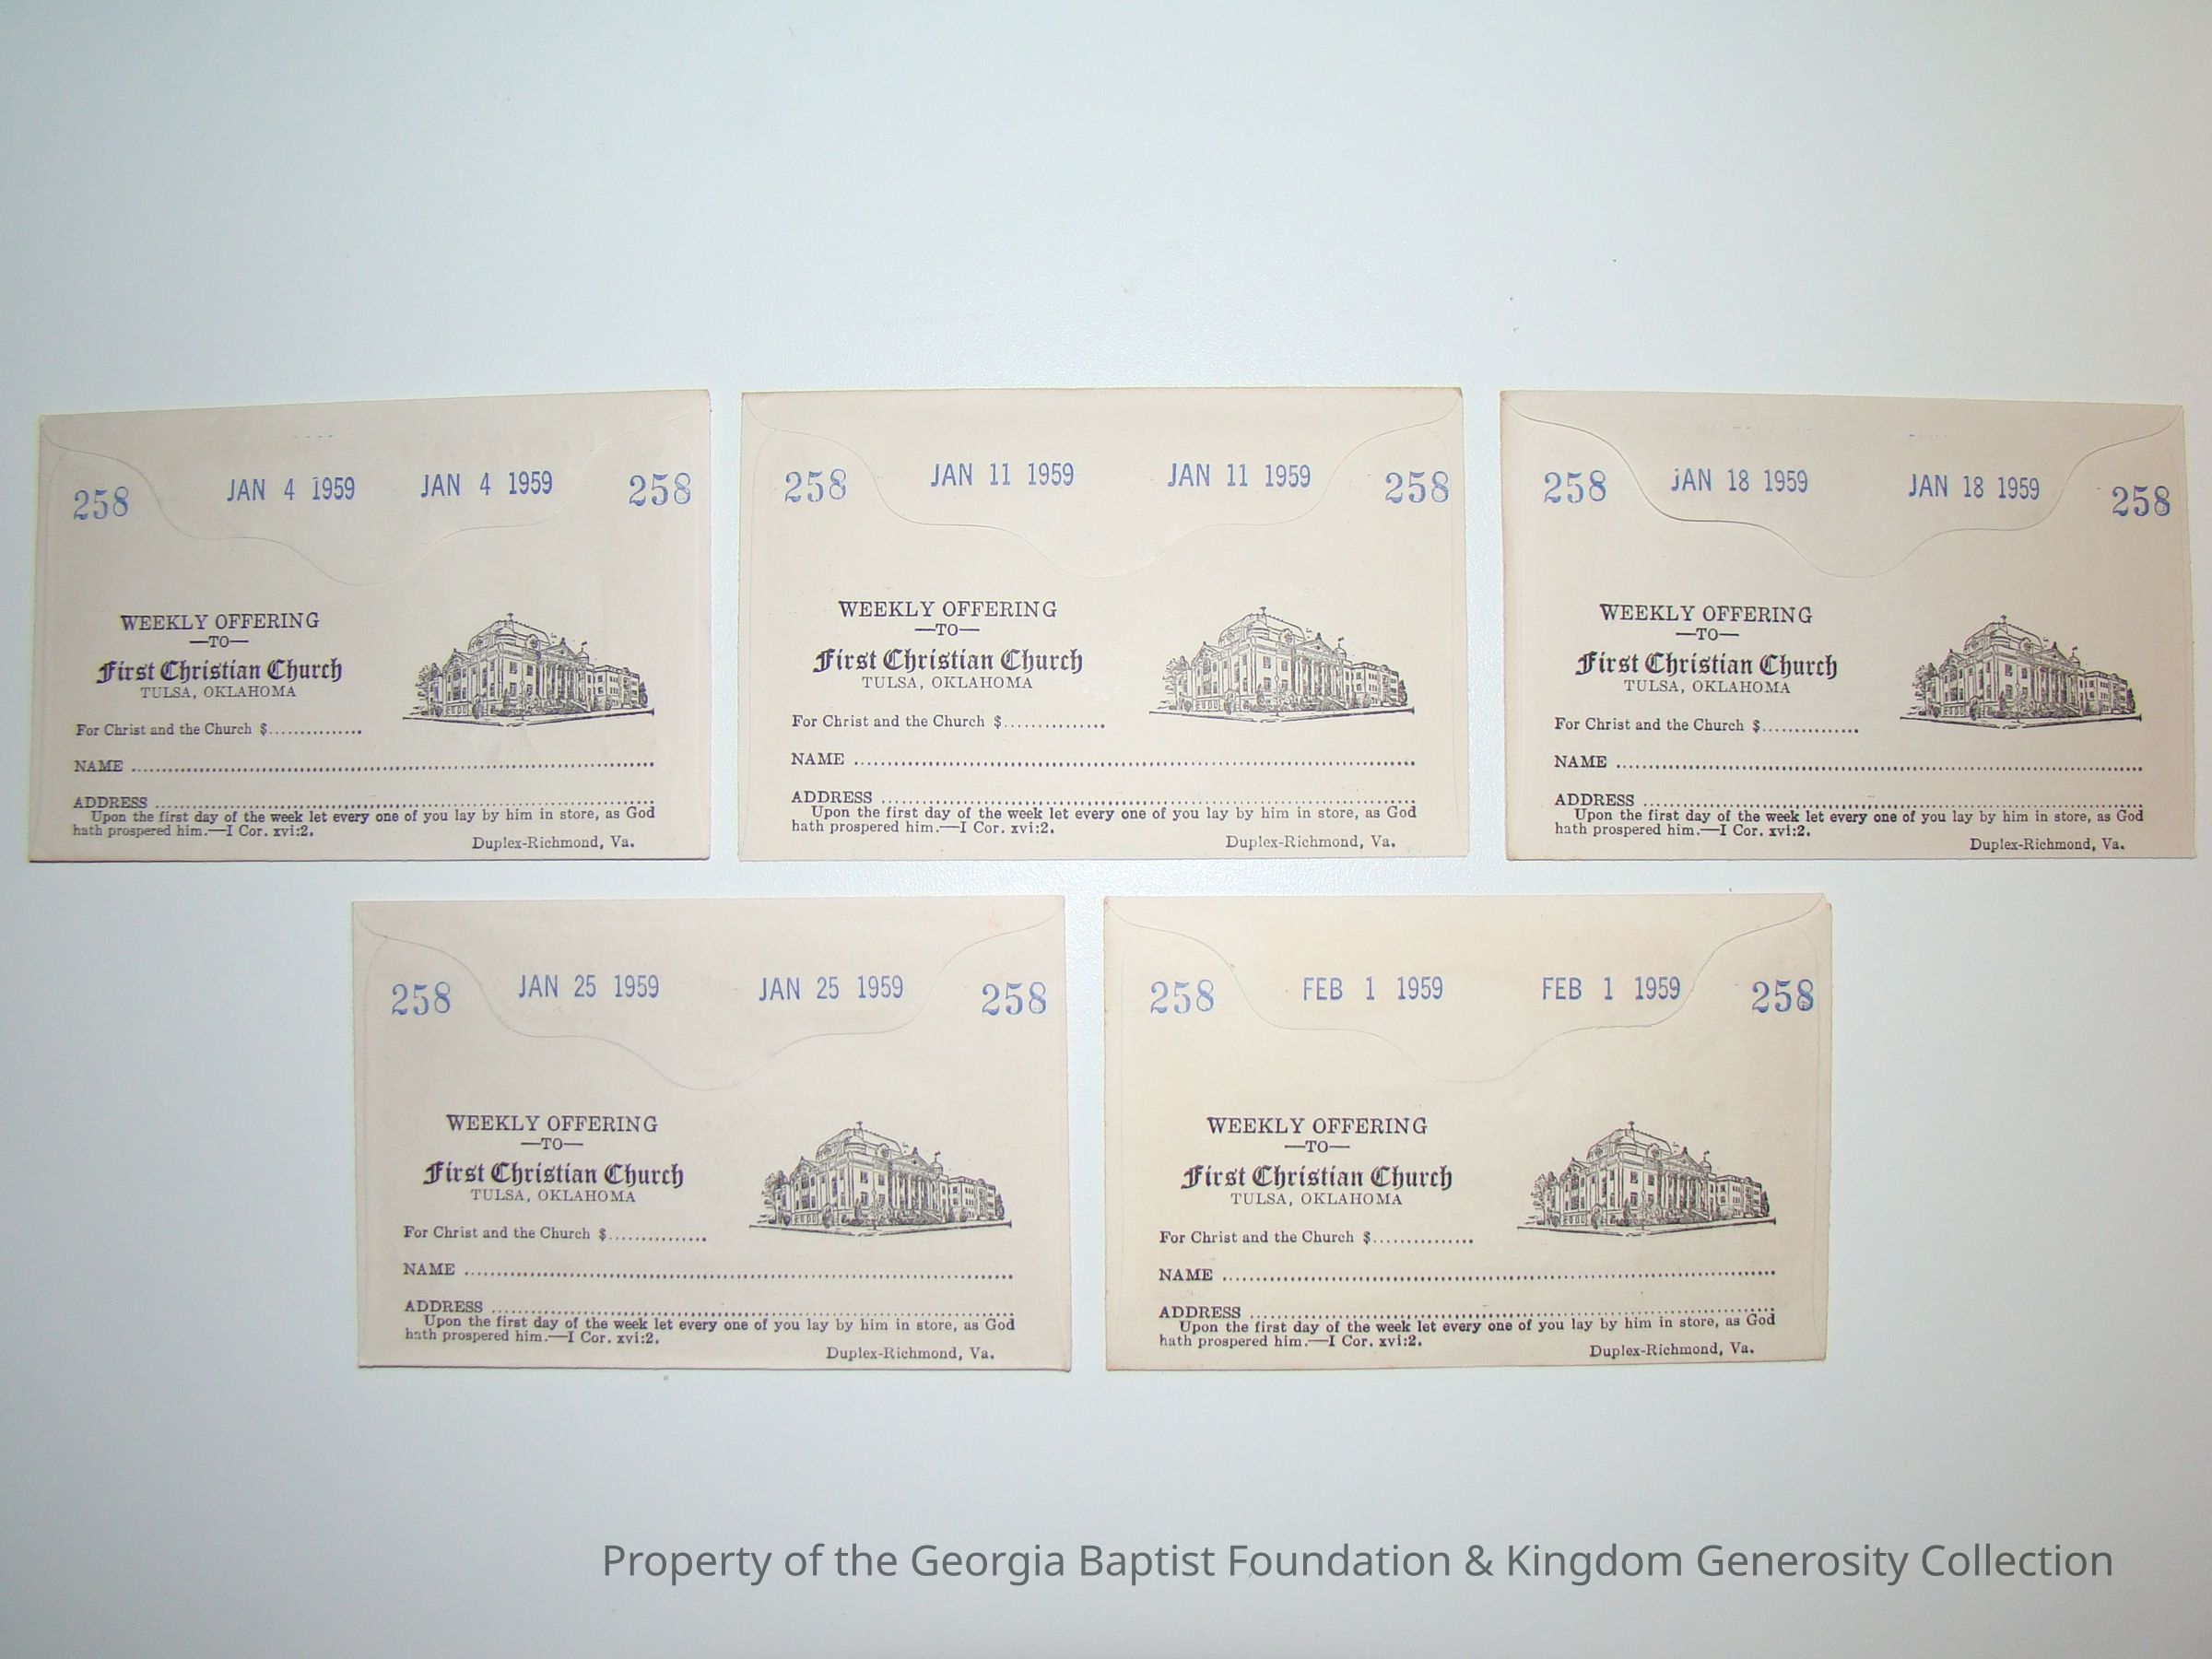 258 JAN 4 1959 JAN 4 1959 258
WEEKLY OFFERING
—TO—
First Christian Church
TULSA, OKLAHOMA
For Christ and the Church $...............
NAME
ADDRESS
Upon the first day of the week let every one of you lay by him in store, as God
hath prospered him.—I Cor. xvi:2.
Duplex-Richmond, Va.
258 JAN 11 1959 JAN 11 1959 258
WEEKLY OFFERING
—TO—
First Christian Church
TULSA, OKLAHOMA
For Christ and the Church $...............
NAME
ADDRESS
Upon the first day of the week let every one of you lay by him in store, as God
hath prospered him.—I Cor. xvi:2.
Duplex-Richmond, Va.
258 JAN 18 1959 JAN 18 1959 258
WEEKLY OFFERING
—TO—
First Christian Church
TULSA, OKLAHOMA
For Christ and the Church $...............
NAME
ADDRESS
Upon the first day of the week let every one of you lay by him in store, as God
hath prospered him.—I Cor. xvi:2.
Duplex-Richmond, Va.
258 JAN 25 1959 JAN 25 1959 258
WEEKLY OFFERING
—TO—
First Christian Church
TULSA, OKLAHOMA
For Christ and the Church $...............
NAME
ADDRESS
Upon the first day of the week let every one of you lay by him in store, as God
hath prospered him.—I Cor. xvi:2.
Duplex-Richmond, Va.
258 FEB 1 1959 FEB 1 1959 258
WEEKLY OFFERING
—TO—
First Christian Church
TULSA, OKLAHOMA
For Christ and the Church $...............
NAME
ADDRESS
Upon the first day of the week let every one of you lay by him in store, as God
hath prospered him.—I Cor. xvi:2.
Duplex-Richmond, Va.
Property of the Georgia Baptist Foundation & Kingdom Generosity Collection